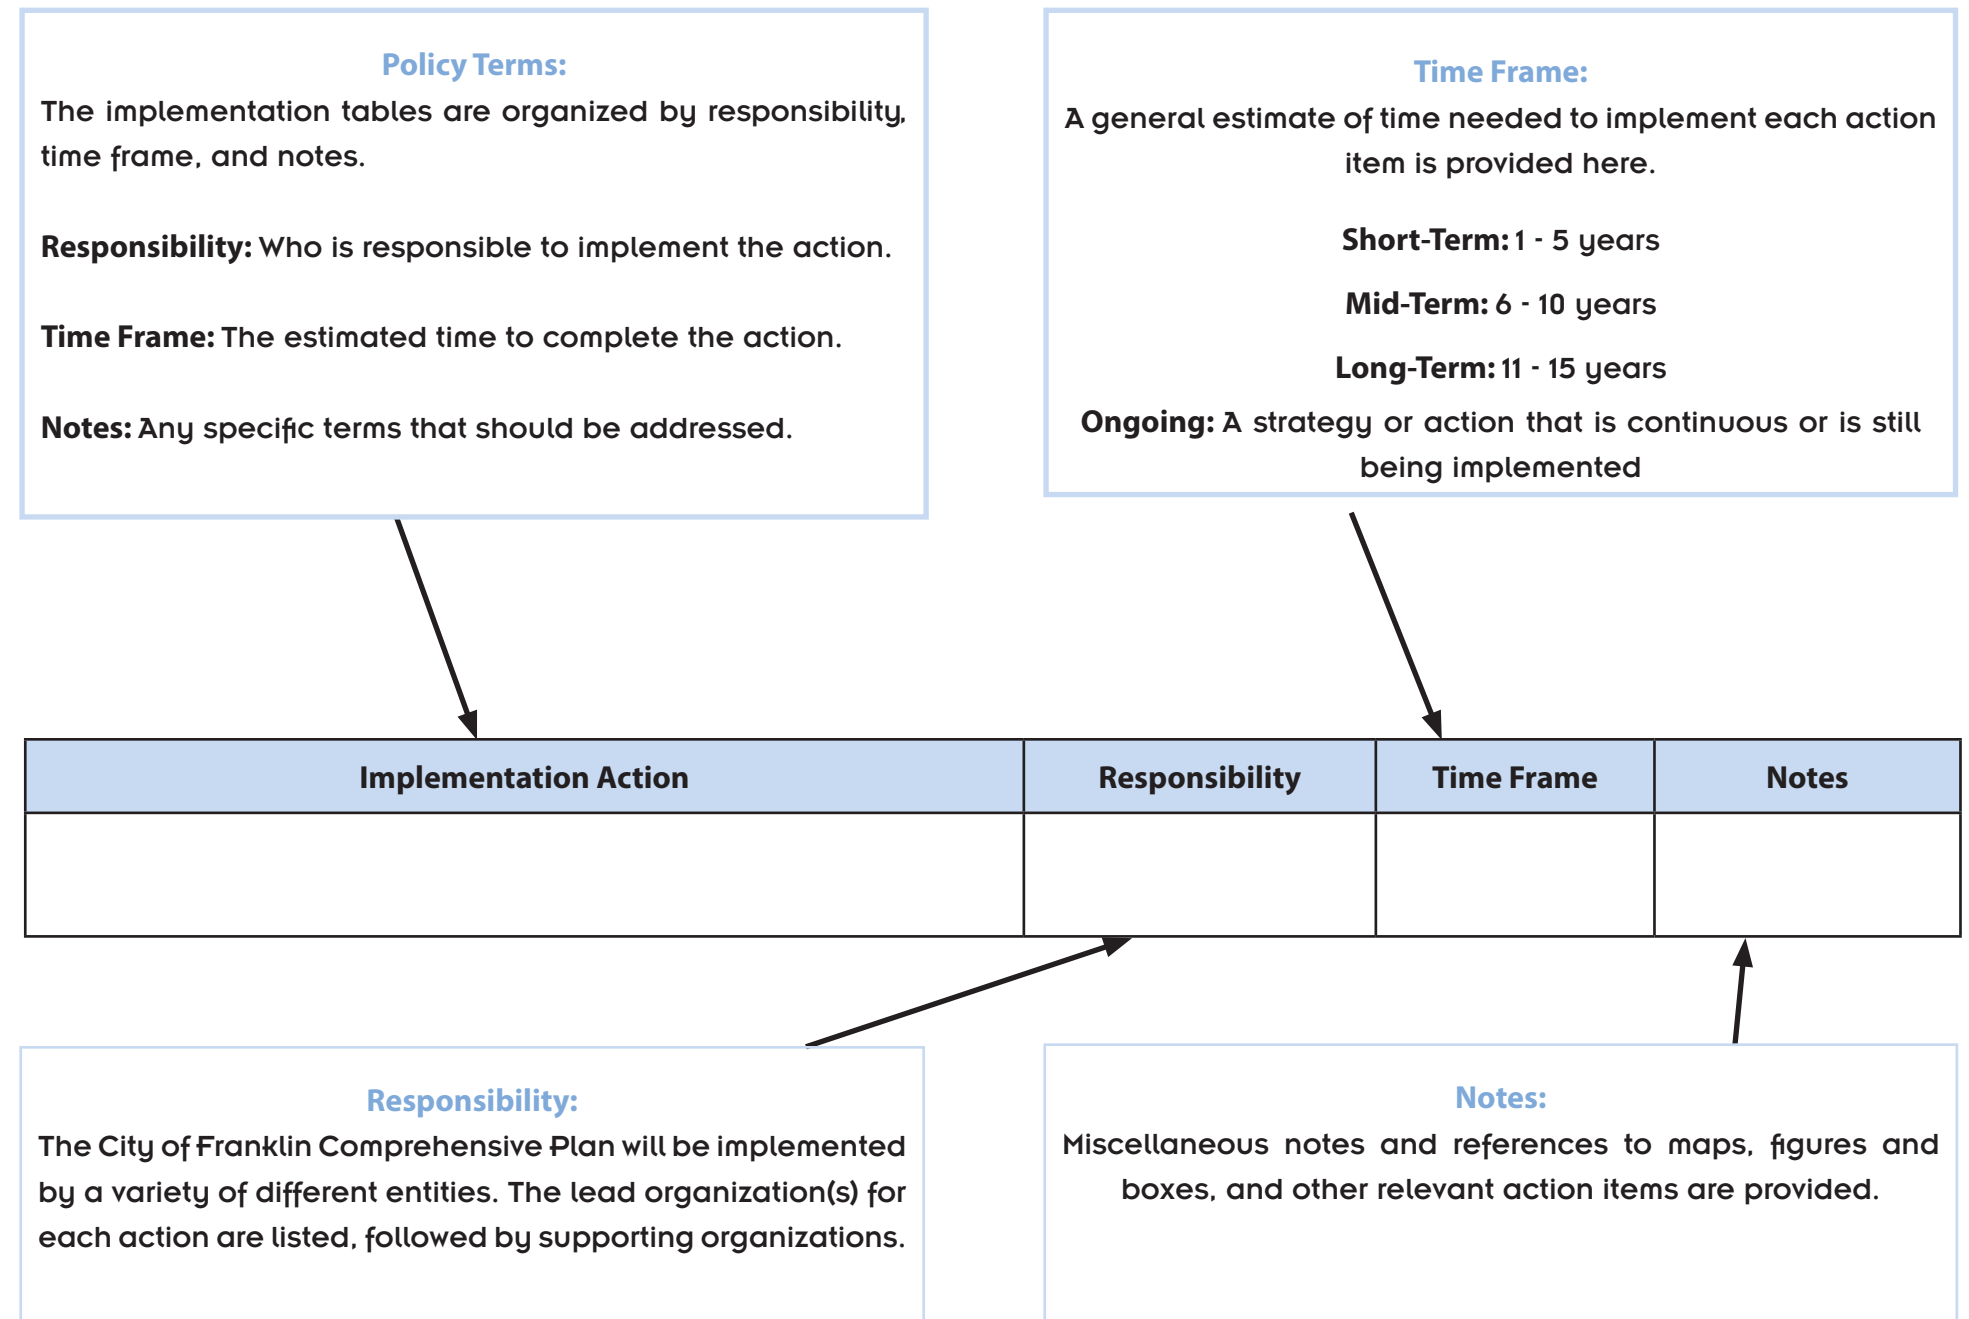 Policy Terms:
The implementation tables are organized by responsibility,
time frame, and notes.
Responsibility: Who is responsible to implement the action.
Time Frame: The estimated time to complete the action.
Notes: Any specific terms that should be addressed.
Time Frame:
A general estimate of time needed to implement each action
item is provided here.
Short-Term: 1 - 5 years
Mid-Term: 6 - 10 years
Long-Term: 11 - 15 years
Ongoing: A strategy or action that is continuous or is still
being implemented
Implementation Action
Responsibility
Time Frame
Notes
Responsibility:
The City of Franklin Comprehensive Plan will be implemented
by a variety of different entities. The lead organization(s) for
each action are listed, followed by supporting organizations.
Notes:
Miscellaneous notes and references to maps, figures and
boxes, and other relevant action items are provided.